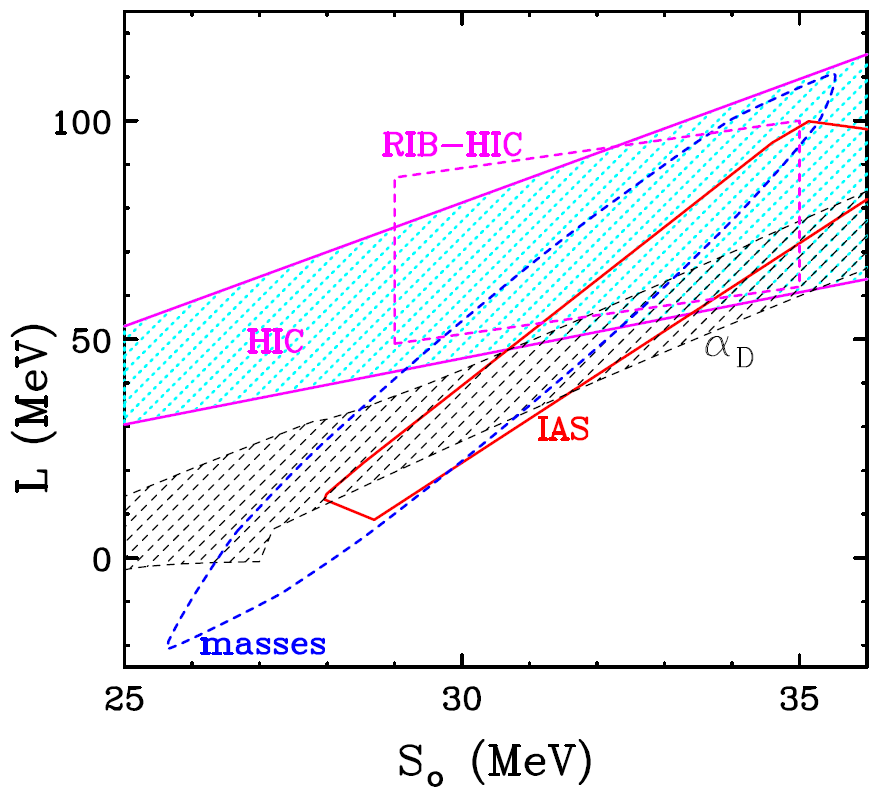 100
50
0
L (MeV)
RIB-HIC
HIC
α_D
IAS
masses
25
30
35
S_o (MeV)